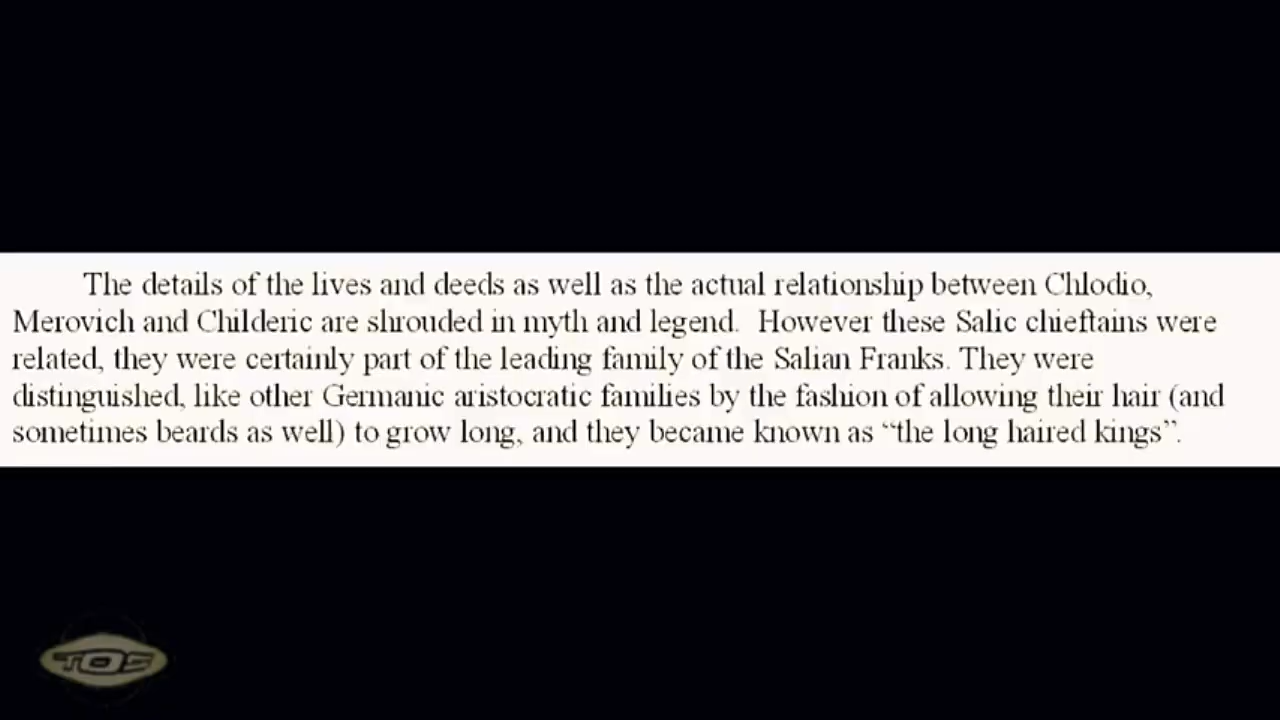 The details of the lives and deeds as well as the actual relationship between Chlodio,
Merovich and Childeric are shrouded in myth and legend.  However these Salic chieftains were
related, they were certainly part of the leading family of the Salian Franks. They were
distinguished, like other Germanic aristocratic families by the fashion of allowing their hair (and
sometimes beards as well) to grow long, and they became known as “the long haired kings”.
TOS